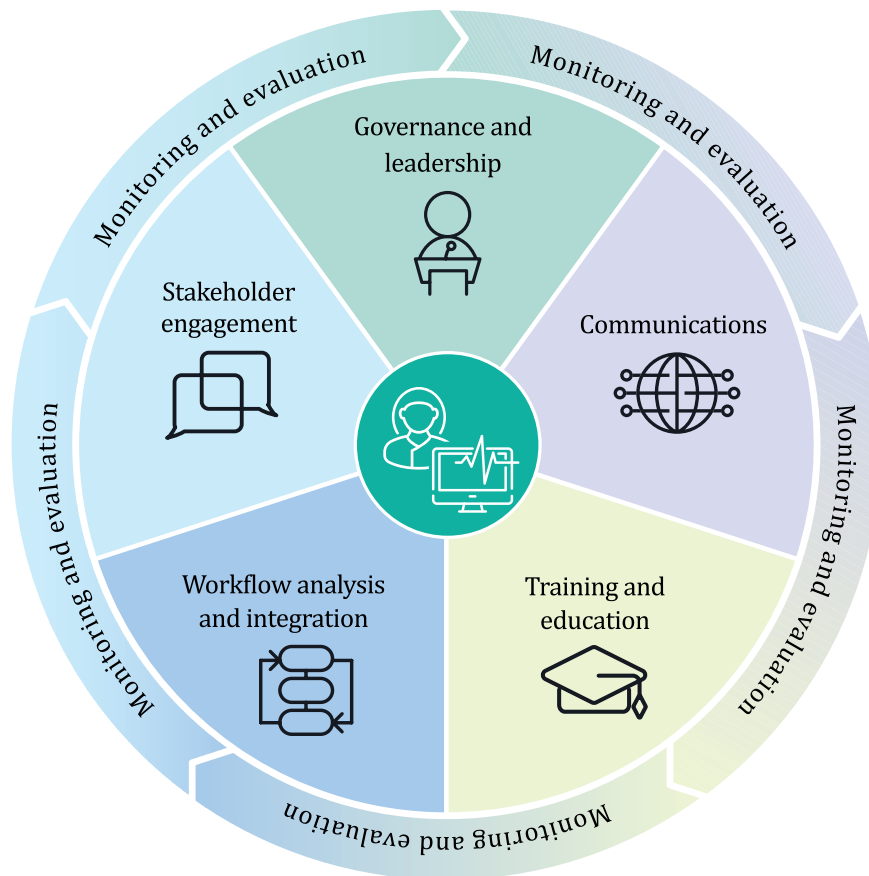 Monitoring and evaluation
Monitoring and evaluation
Governance and
leadership
Stakeholder
engagement
Communications
Monitoring and evaluation
Monitoring and evaluation
Workflow analysis
and integration
Training and
education
Monitoring and evaluation